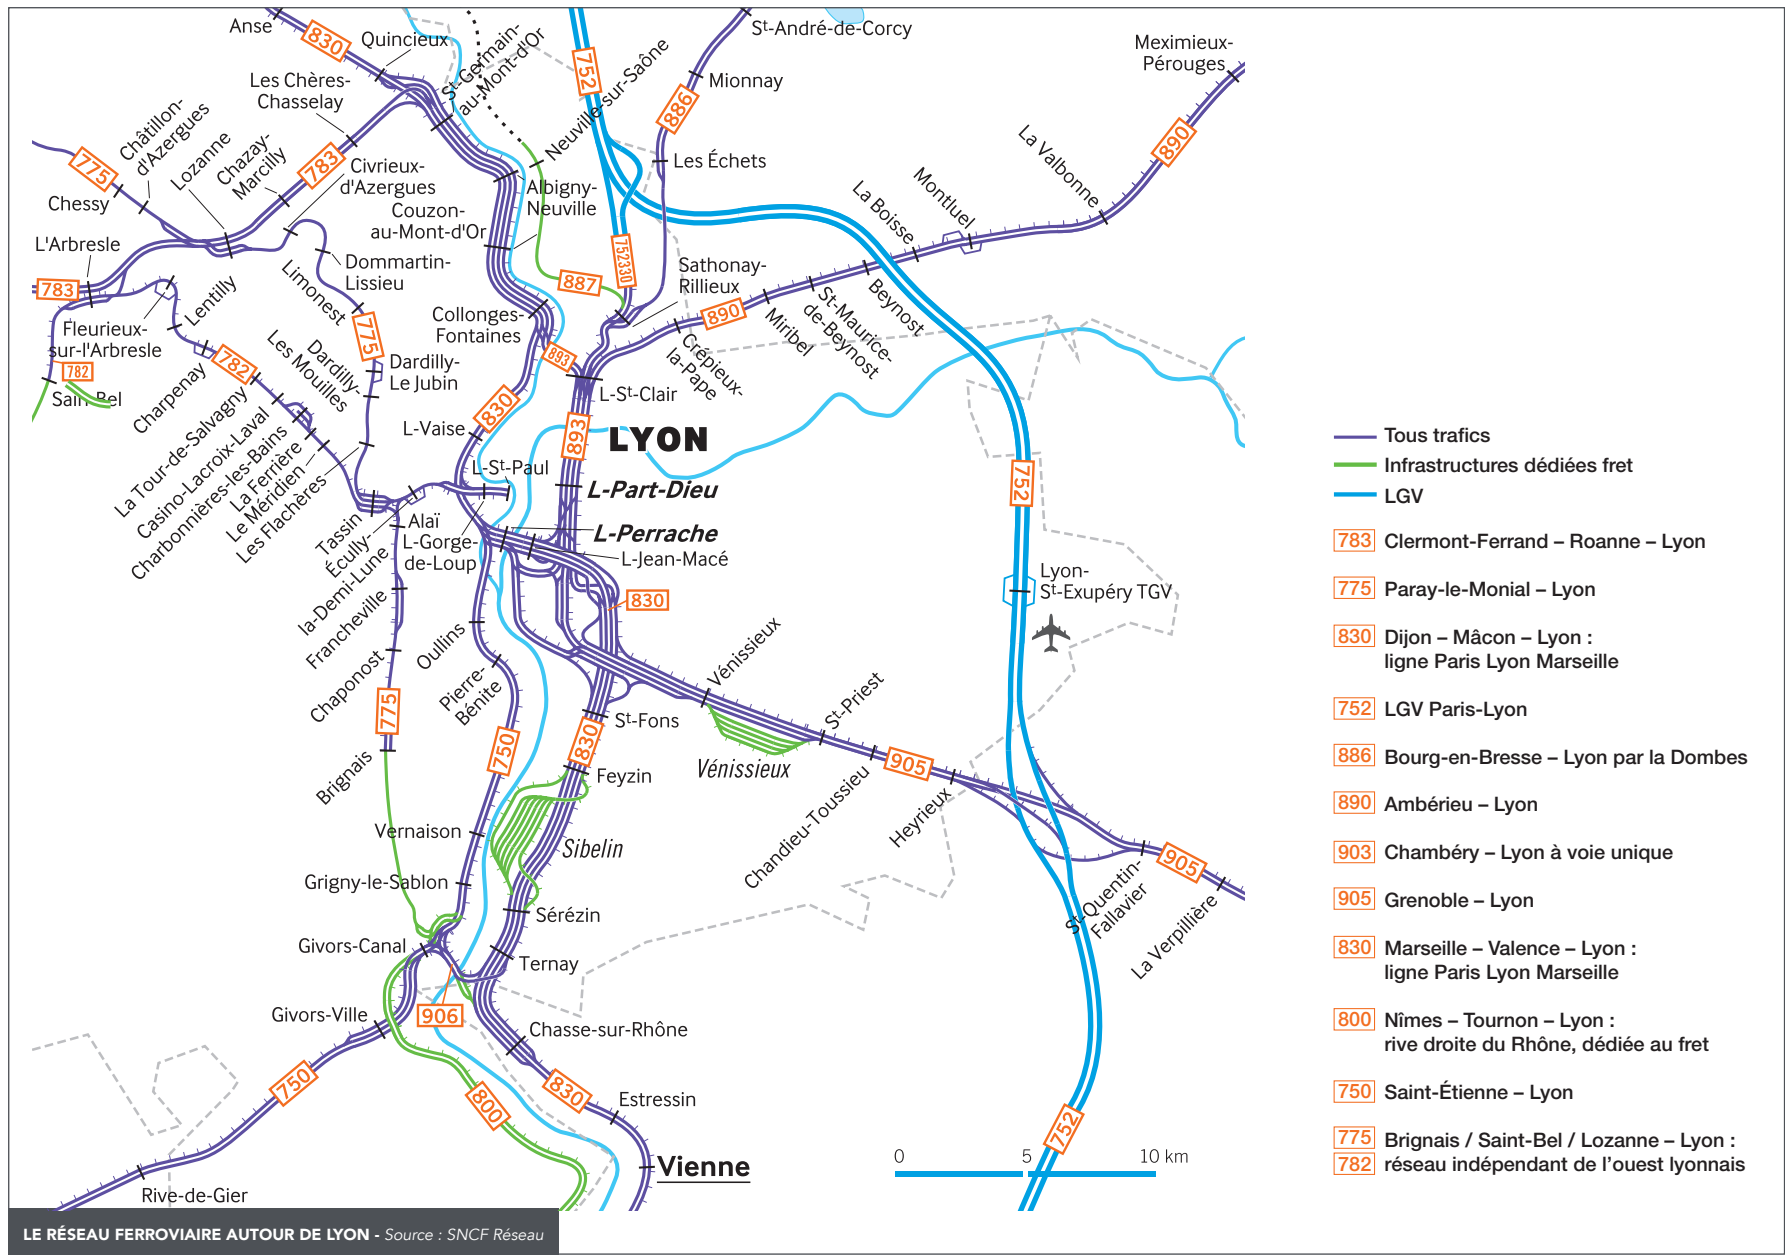 Anse
830
Quincieux
St-Germain-
au-Mont-d'Or
752
Neuville-sur-Saône
St-André-de-Corcy
Mionnay
886
Meximieux-
Pérouges
Les Chères-
Chasselay
Châtillon-
d'Azergues
Lozanne
Chazay-
Marcilly
783
775
Chessy
Civrieux-
d'Azergues
Les Échets
La Valbonne
890
Albigny-
Neuville
Couzon-
au-Mont-d'Or
La Boisse
Montluel
L'Arbresle
Dommartin-
Lissieu
752330
783
Limonest
Lentilly
887
Sathonay-
Rillieux
Collonges-
Fontaines
890
Miribel
St-Maurice-
de-Beynost
Beynost
Fleurieux-
sur-l'Arbresle
775
782
782
Sain-Bel
Charpenay
Les Mouilles
Dardilly-
Dardilly-
Le Jubin
893
Crépieux-
la-Pape
L-St-Clair
La Tour-de-Salvagny
Casino-Lacroix-Laval
Charbonnières-les-Bains
La Ferrière
Le Méridien
Les Flachères
L-Vaise
830
893
LYON
L-St-Paul
L-Part-Dieu
752
Tassin
Écully-
la-Demi-Lune
Alaï
L-Gorge-
de-Loup
L-Perrache
L-Jean-Macé
Francheville
830
Lyon-
St-Exupéry TGV
Oullins
Chaponost
Pierre-
Bénite
Vénissieux
St-Priest
775
750
St-Fons
830
Brignais
Feyzin
Vénissieux
905
Chandieu-Toussieu
Heyrieux
Vernaison
Sibelin
905
Grigny-le-Sablon
St-Quentin-
Fallavier
La Verpillière
Sérézin
Givors-Canal
Ternay
906
Givors-Ville
Chasse-sur-Rhône
750
800
830
Estressin
752
Vienne
Rive-de-Gier
0 5 10 km
Tous trafics
Infrastructures dédiées fret
LGV
783 Clermont-Ferrand – Roanne – Lyon
775 Paray-le-Monial – Lyon
830 Dijon – Mâcon – Lyon :
ligne Paris Lyon Marseille
752 LGV Paris-Lyon
886 Bourg-en-Bresse – Lyon par la Dombes
890 Ambérieu – Lyon
903 Chambéry – Lyon à voie unique
905 Grenoble – Lyon
830 Marseille – Valence – Lyon :
ligne Paris Lyon Marseille
800 Nîmes – Tournon – Lyon :
rive droite du Rhône, dédiée au fret
750 Saint-Étienne – Lyon
775 Brignais / Saint-Bel / Lozanne – Lyon :
782 réseau indépendant de l'ouest lyonnais
LE RÉSEAU FERROVIAIRE AUTOUR DE LYON - Source : SNCF Réseau